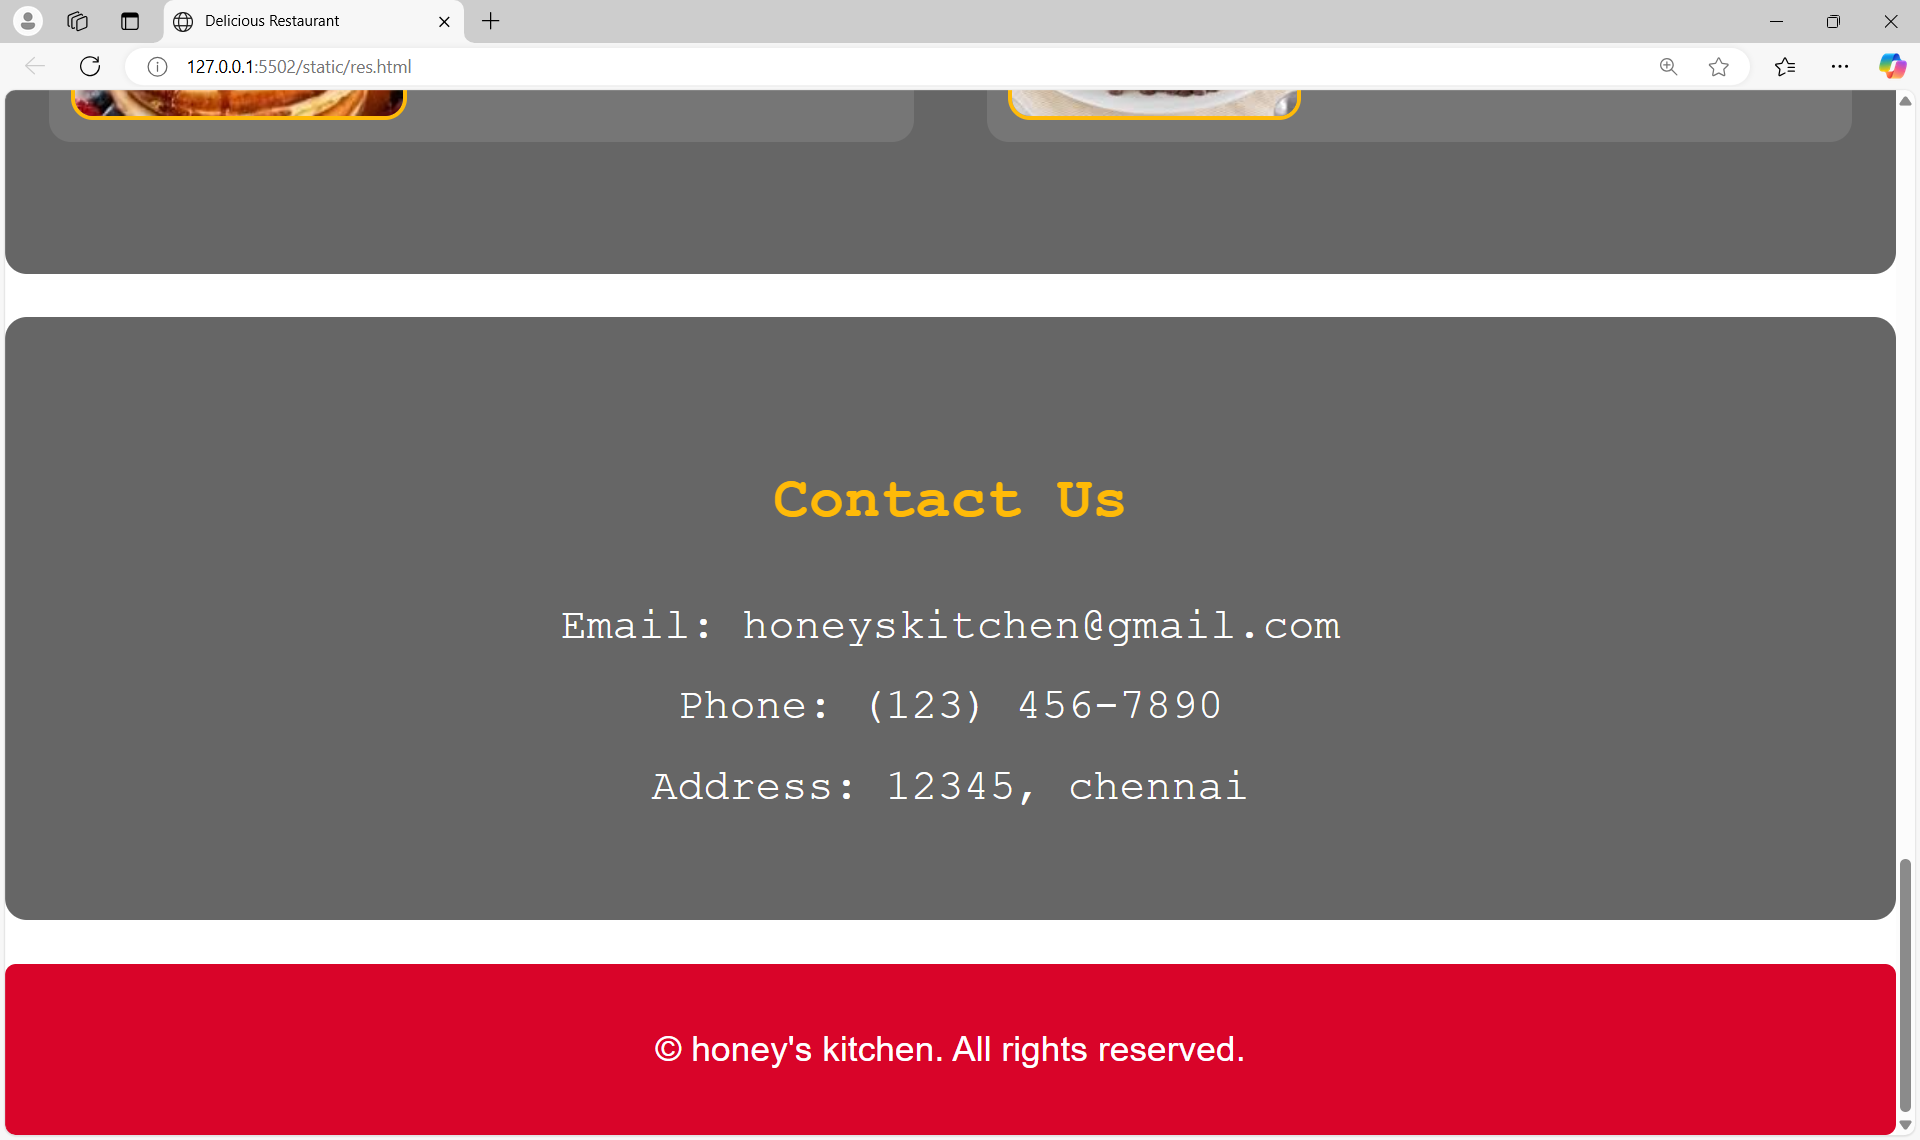 Delicious Restaurant
127.0.0.1:5502/static/res.html
Contact Us
Email: honeyskitchen@gmail.com
Phone: (123) 456-7890
Address: 12345, chennai
© honey's kitchen. All rights reserved.